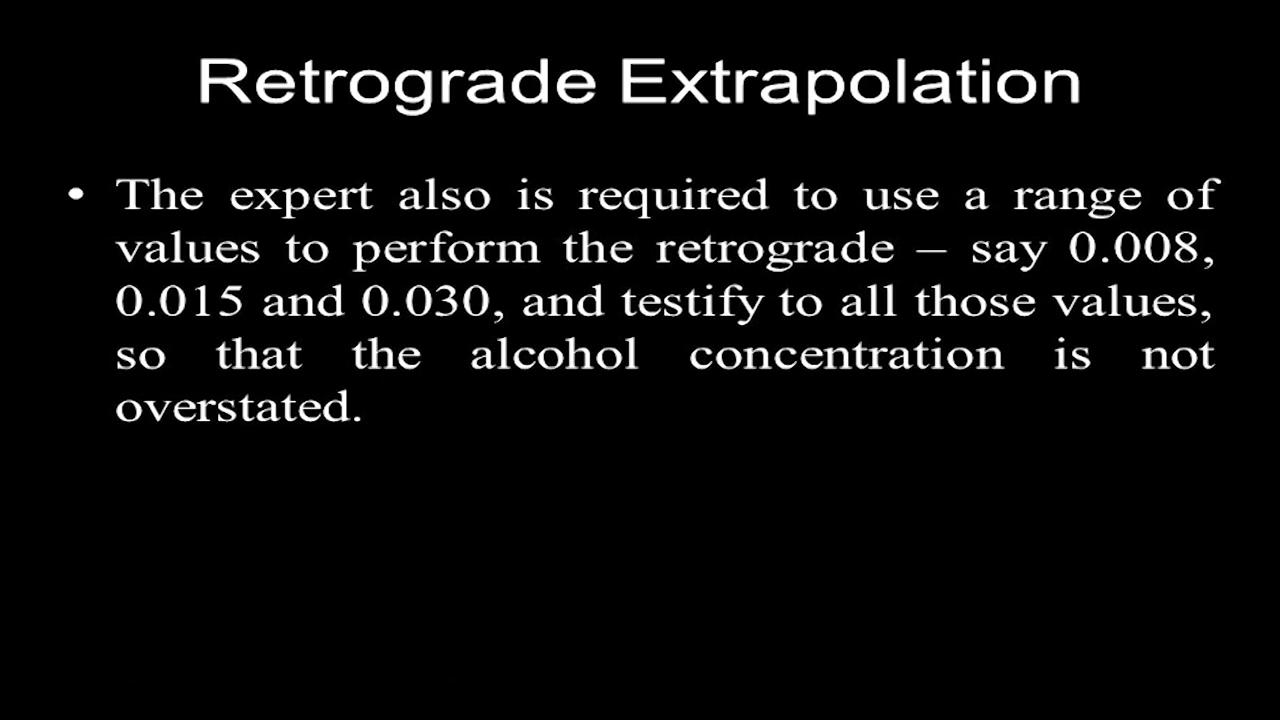 Retrograde Extrapolation
• The expert also is required to use a range of
values to perform the retrograde – say 0.008,
0.015 and 0.030, and testify to all those values,
so that the alcohol concentration is not
overstated.